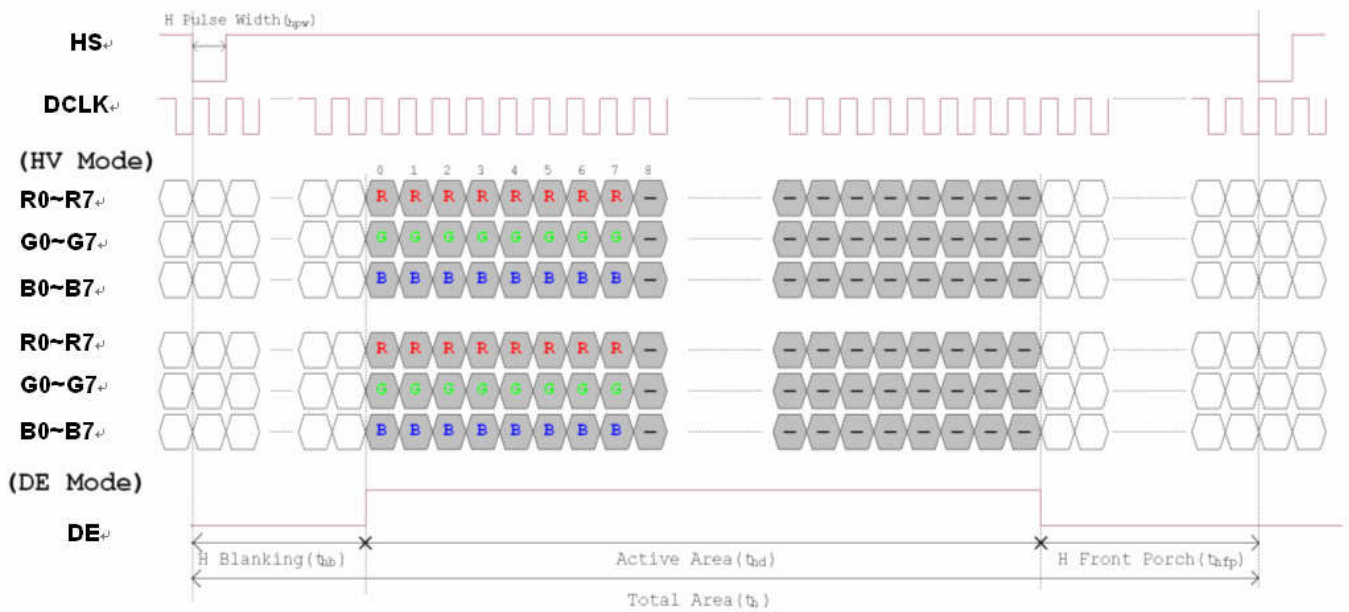 H Pulse Width(thpw)
HS
DCLK
(HV Mode)
0 1 2 3 4 5 6 7 8
R0~R7 R R R R R R R R – – – – – – – – –
G0~G7 G G G G G G G G – – – – – – – – –
B0~B7 B B B B B B B B – – – – – – – – –
R0~R7 R R R R R R R R – – – – – – – – –
G0~G7 G G G G G G G G – – – – – – – – –
B0~B7 B B B B B B B B – – – – – – – – –
(DE Mode)
DE
H Blanking(thb) Active Area(thd) H Front Porch(thfp)
Total Area(th)